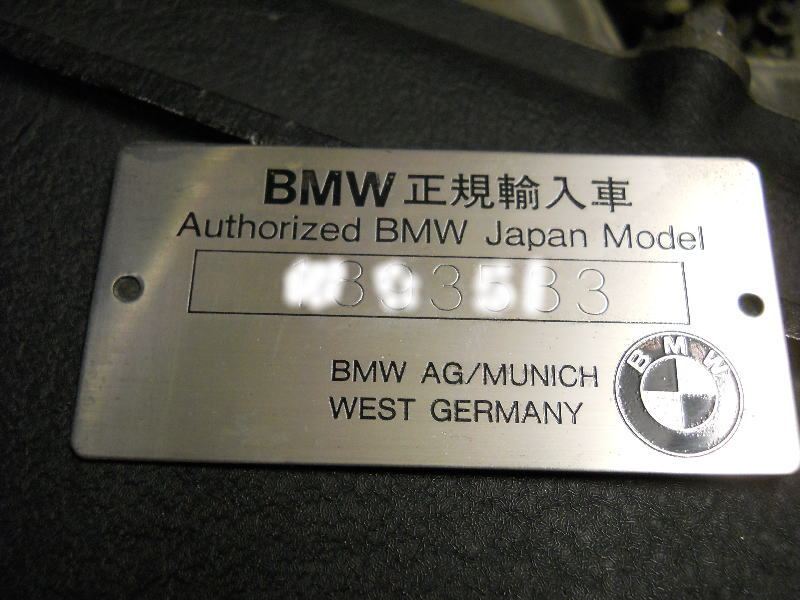 BMW 正規輸入車
Authorized BMW Japan Model
BMW AG/MUNICH
WEST GERMANY
BMW